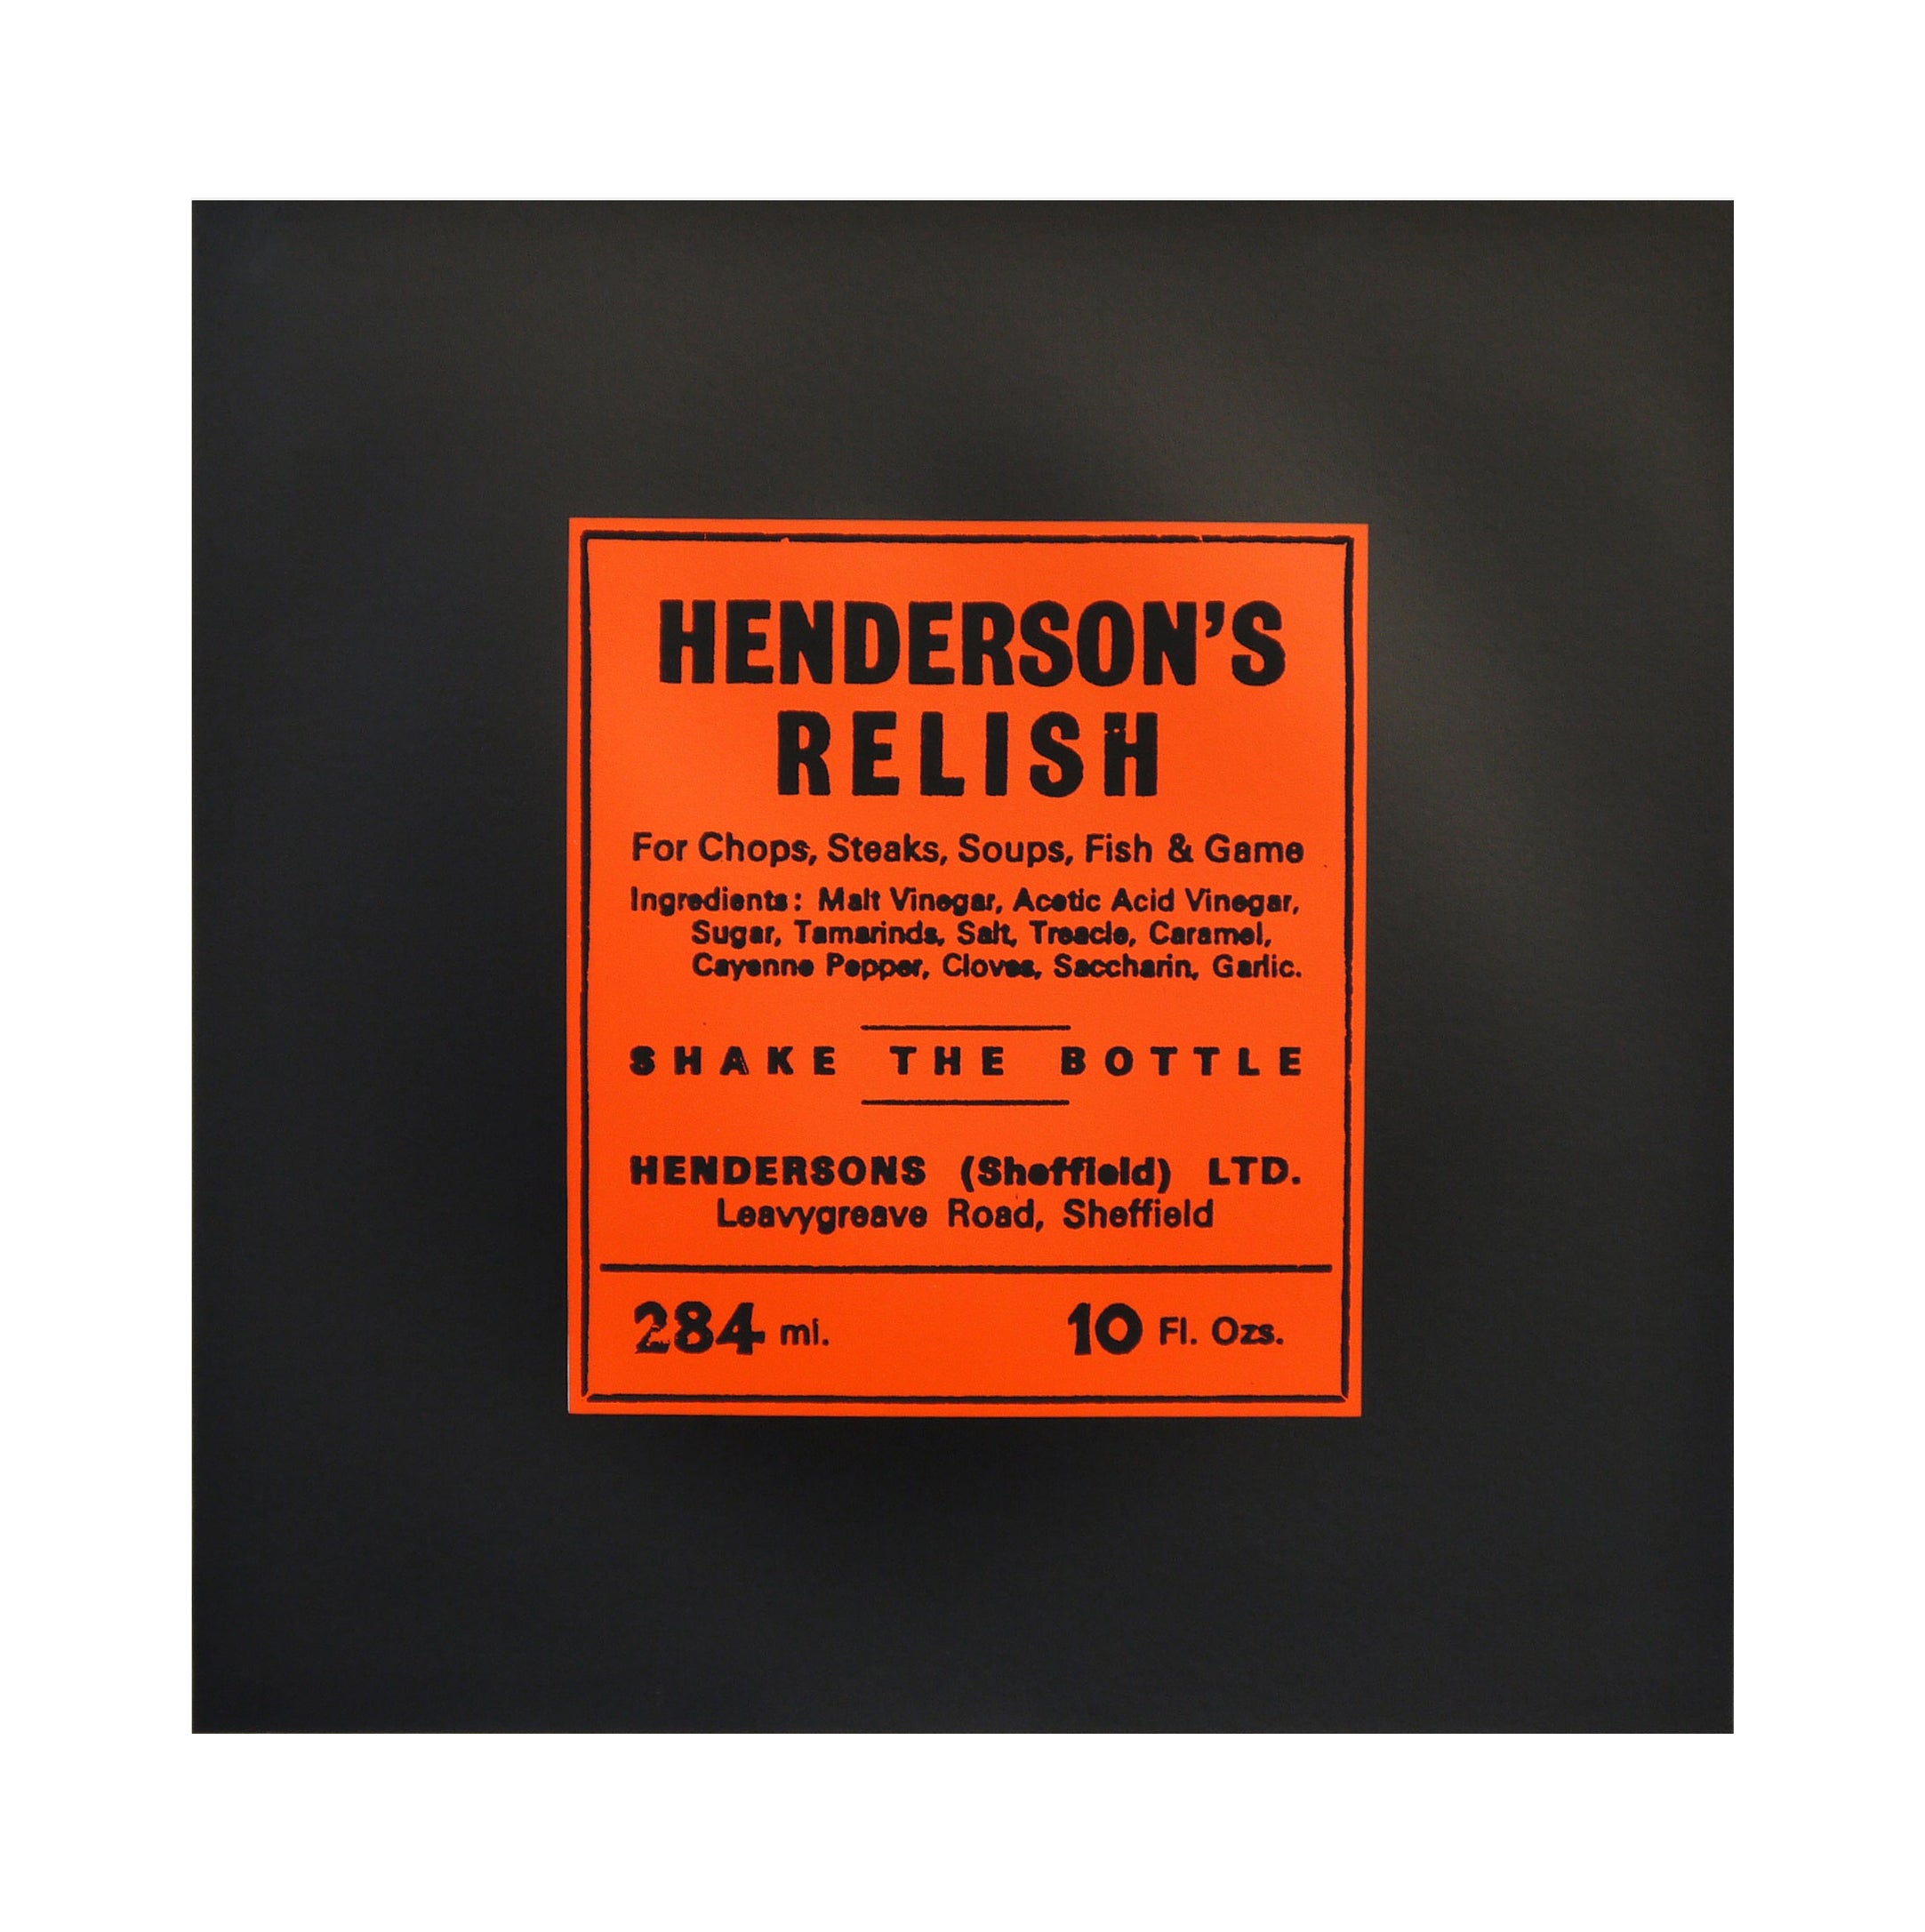 HENDERSON'S
RELISH
For Chops, Steaks, Soups, Fish & Game
Ingredients: Malt Vinegar, Acetic Acid Vinegar,
Sugar, Tamarinds, Salt, Treacle, Caramel,
Cayenne Pepper, Cloves, Saccharin, Garlic.
SHAKE THE BOTTLE
HENDERSONS (Sheffield) LTD.
Leavygreave Road, Sheffield
284 ml. 10 Fl. Ozs.